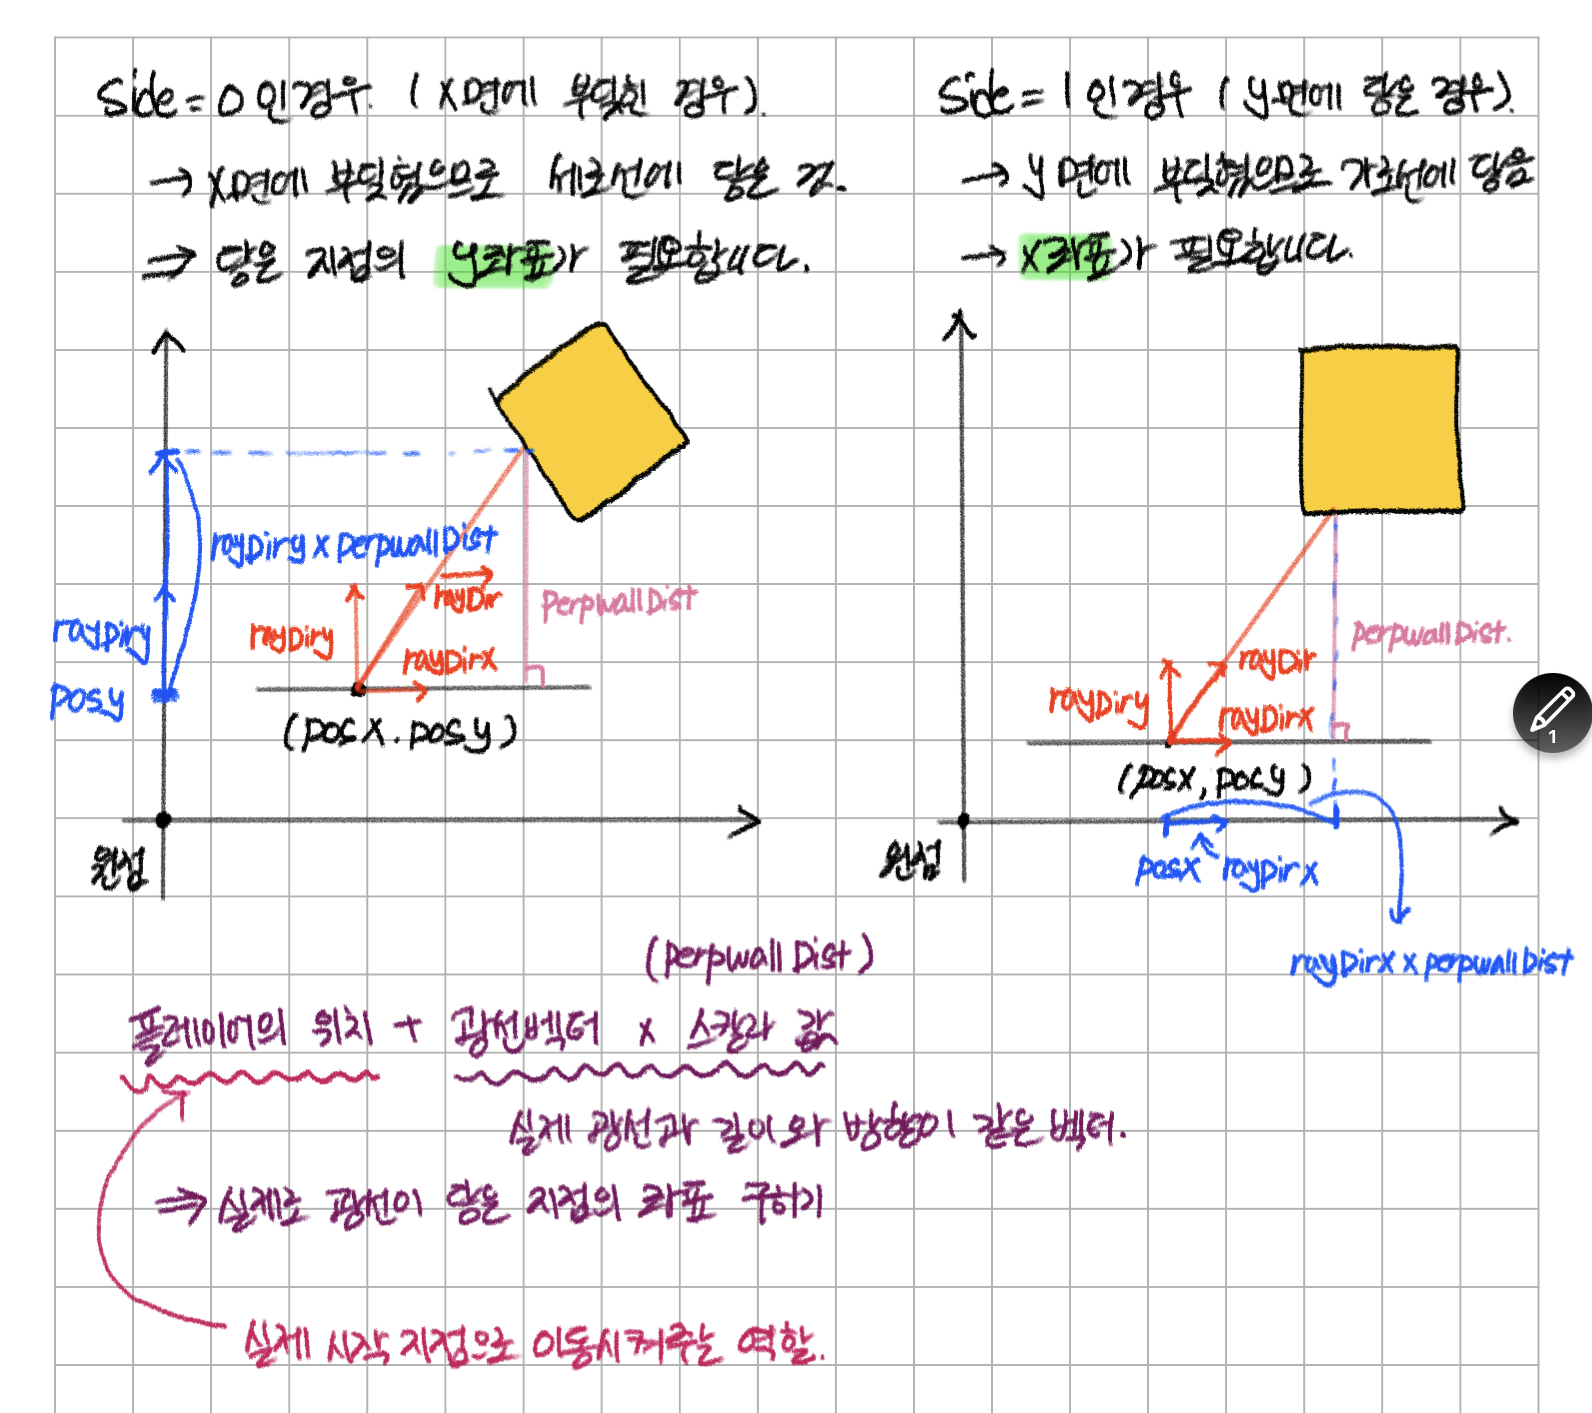 Side = 0 인경우. ( X면에 부딪힌 경우).
→ X면에 부딪혔으므로 세로선에 닿은 것.
⇒ 닿은 지점의 y좌표가 필요합니다.
rayDiry x perpwallDist
rayDir
rayDiry
posy
rayDiry
rayDirX
perpwallDist
(posX. posy)
원점
Side = 1 인경우 ( y면에 닿은 경우).
→ y면에 부딪혔으므로 가로선에 닿음
→ x좌표가 필요합니다.
perpwallDist.
rayDir
rayDiry
rayDirX
(posx, posy)
원점
posX rayDirX
rayDirX x perpwallDist
1
(perpwallDist)
플레이어의 위치 + 광선벡터 x 스칼라 값
실제 광선과 길이와 방향이 같은 벡터.
⇒ 실제로 광선이 닿은 지점의 좌표 구하기
실제 시작 지점으로 이동시켜주는 역할.